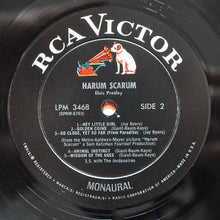 RCA VICTOR
HARUM SCARUM
Elvis Presley
LPM 3468
SIDE 2
(SPRM-6753)
1-HEY LITTLE GIRL (Joy Byers)
2-GOLDEN COINS (Giant-Baum-Kaye)
3-SO CLOSE, YET SO FAR (From Paradise) (Joy Byers)
(From the Metro-Goldwyn-Mayer picture "Harum
Scarum" a Sam Katzman Fourleaf Production)
4-ANIMAL INSTINCT (Giant-Baum-Kaye)
5-WISDOM OF THE AGES (Giant-Baum-Kaye)
with The Jordanaires
MONAURAL